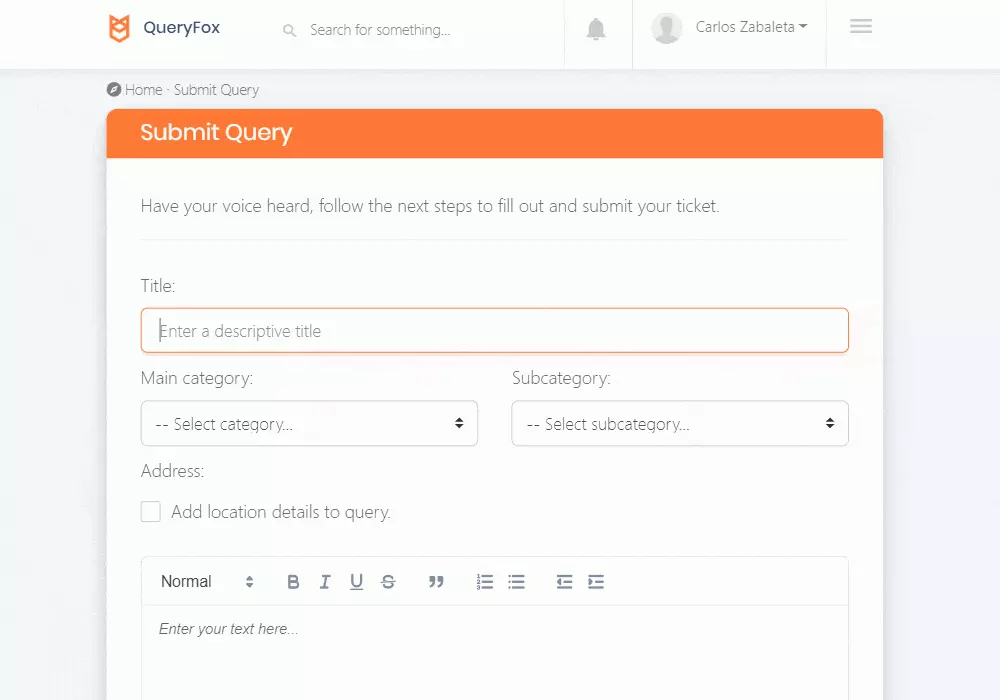 QueryFox
Search for something...
Carlos Zabaleta
Home · Submit Query
Submit Query
Have your voice heard, follow the next steps to fill out and submit your ticket.
Title:
Enter a descriptive title
Main category:
Subcategory:
-- Select category...
-- Select subcategory...
Address:
Add location details to query.
Normal
B I U S
Enter your text here...